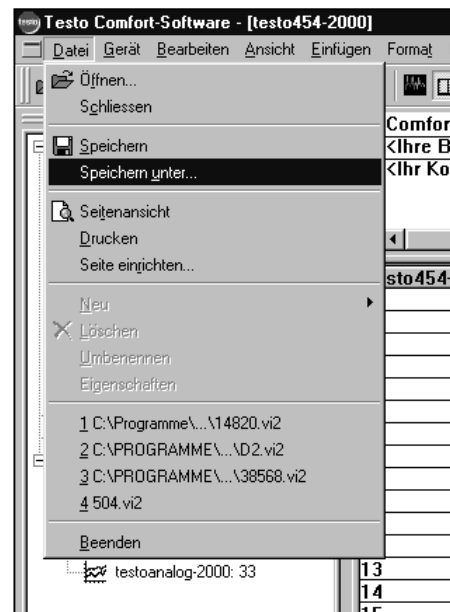 testo Testo Comfort-Software - [testo454-2000]
Datei Gerät Bearbeiten Ansicht Einfügen Format
Öffnen...
Schliessen
Comfor
Speichern
<Ihre B
Speichern unter...
<Ihr Ko
Seitenansicht
Drucken
Seite einrichten...
sto454-
Neu
Löschen
Umbenennen
Eigenschaften
1 C:\Programme\...\14820.vi2
2 C:\PROGRAMME\...\D2.vi2
3 C:\PROGRAMME\...\38568.vi2
4 504.vi2
Beenden
testoanalog-2000: 33
13
14
15